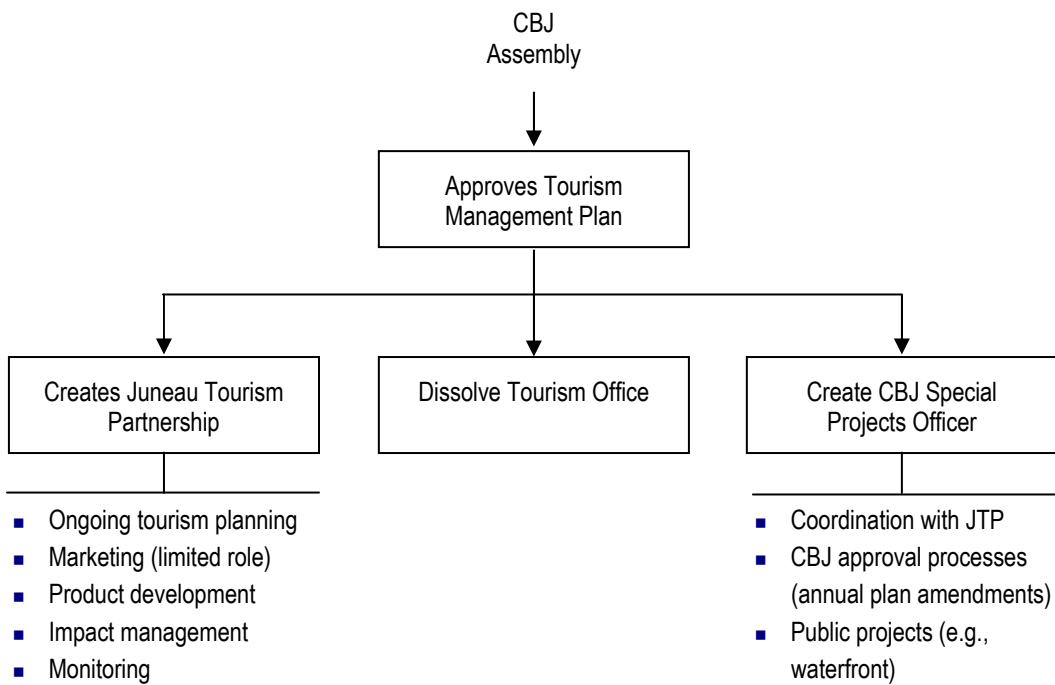 CBJ
Assembly
Approves Tourism
Management Plan
Creates Juneau Tourism
Partnership
Dissolve Tourism Office
Create CBJ Special
Projects Officer
■ Ongoing tourism planning
■ Marketing (limited role)
■ Product development
■ Impact management
■ Monitoring
■ Coordination with JTP
■ CBJ approval processes
(annual plan amendments)
■ Public projects (e.g.,
waterfront)